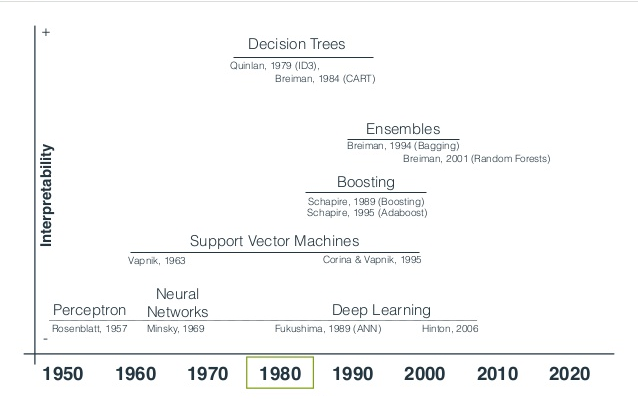 +
Decision Trees
Quinlan, 1979 (ID3),
Breiman, 1984 (CART)
Ensembles
Breiman, 1994 (Bagging)
Breiman, 2001 (Random Forests)
Boosting
Schapire, 1989 (Boosting)
Schapire, 1995 (Adaboost)
Interpretability
Support Vector Machines
Vapnik, 1963 Corina & Vapnik, 1995
Neural
Perceptron Networks Deep Learning
Rosenblatt, 1957 Minsky, 1969 Fukushima, 1989 (ANN) Hinton, 2006
-
1950 1960 1970 1980 1990 2000 2010 2020